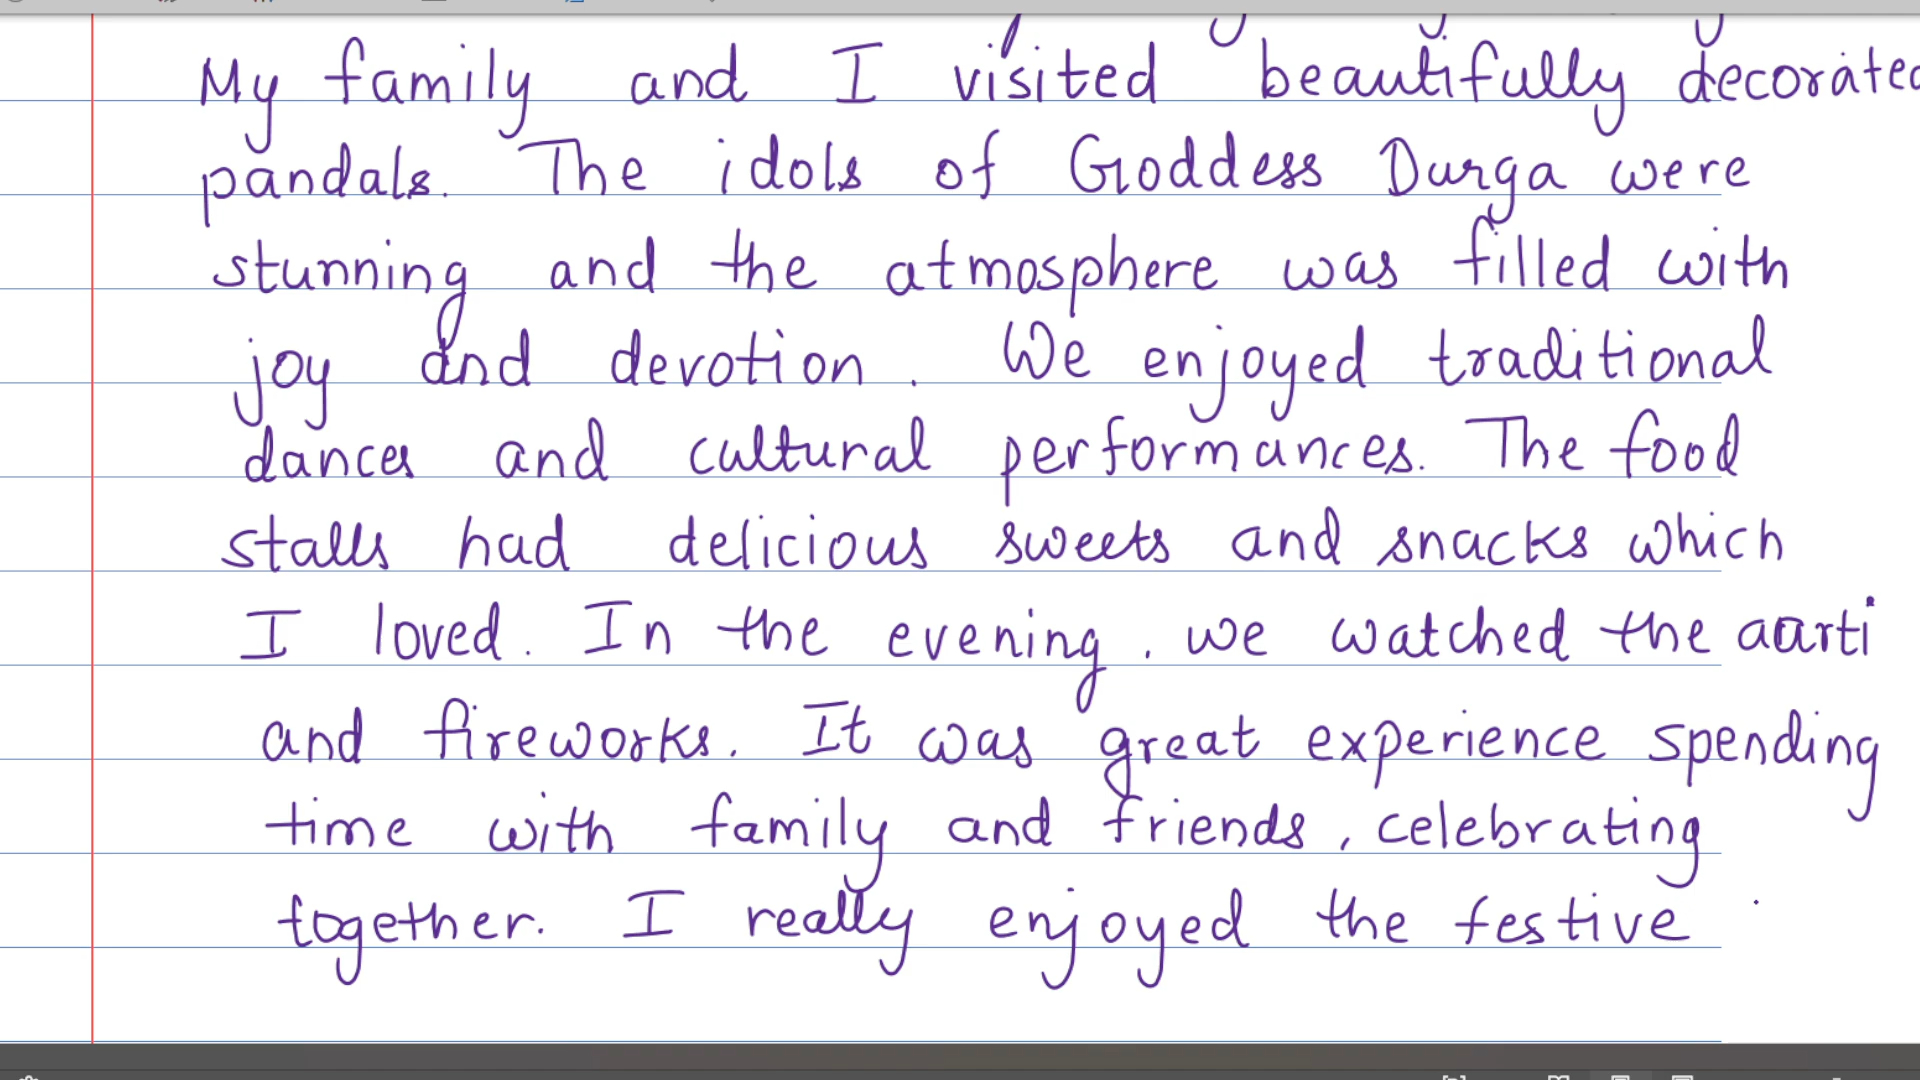 My family and I visited beautifully decorated
pandals. The idols of Goddess Durga were
stunning and the atmosphere was filled with
joy and devotion. We enjoyed traditional
dances and cultural performances. The food
stalls had delicious sweets and snacks which
I loved. In the evening, we watched the aarti
and fireworks. It was great experience spending
time with family and friends, celebrating
together. I really enjoyed the festive